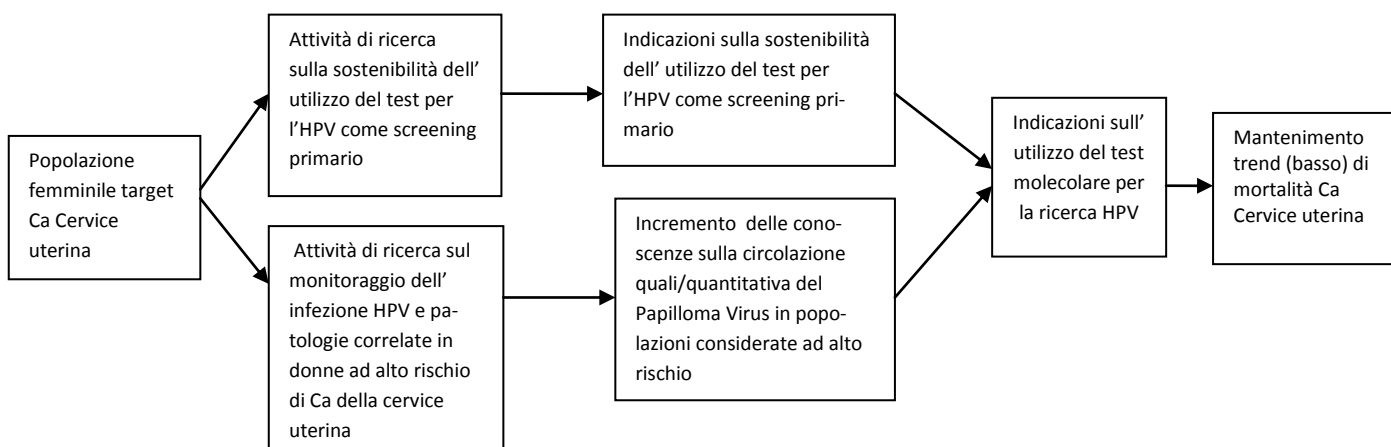 Popolazione
femminile target
Ca Cervice
uterina
Attività di ricerca
sulla sostenibilità dell’
utilizzo del test per
l’HPV come screening
primario
Indicazioni sulla sostenibilità
dell’ utilizzo del test per
l’HPV come screening pri-
mario
Attività di ricerca sul
monitoraggio dell’
infezione HPV e pa-
tologie correlate in
donne ad alto rischio
di Ca della cervice
uterina
Incremento delle cono-
scenze sulla circolazione
quali/quantitativa del
Papilloma Virus in popo-
lazioni considerate ad alto
rischio
Indicazioni sull’
utilizzo del test
molecolare per
la ricerca HPV
Mantenimento
trend (basso) di
mortalità Ca
Cervice uterina